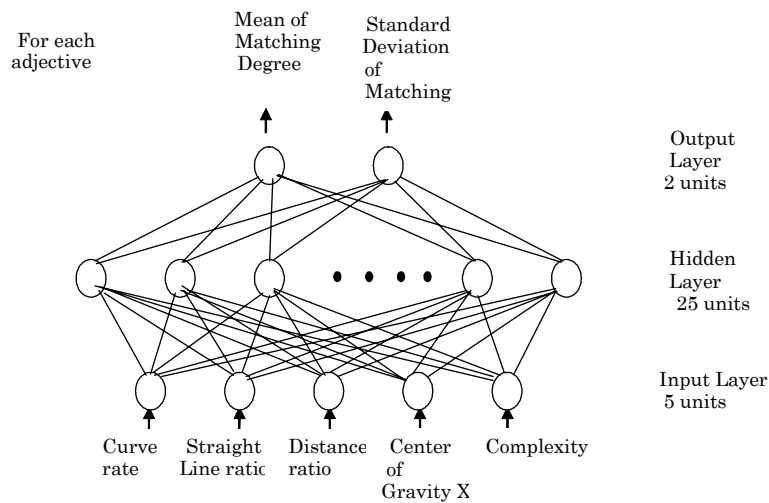 For each
adjective
Mean of
Matching
Degree
Standard
Deviation
of
Matching
Output
Layer
2 units
Hidden
Layer
25 units
Input Layer
5 units
Curve
rate
Straight
Line ratio
Distance
ratio
Center
of
Gravity X
Complexity